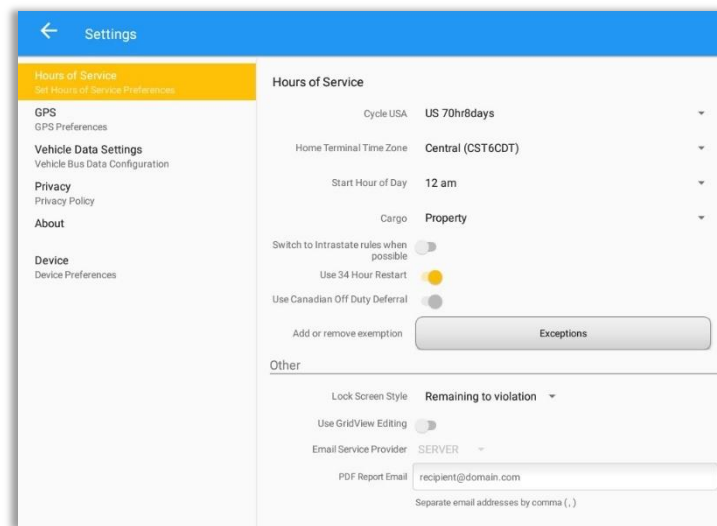 Settings
Hours of Service
Set Hours of Service Preferences
GPS
GPS Preferences
Vehicle Data Settings
Vehicle Bus Data Configuration
Privacy
Privacy Policy
About
Device
Device Preferences
Hours of Service
Cycle USA US 70hr8days
Home Terminal Time Zone Central (CST6CDT)
Start Hour of Day 12 am
Cargo Property
Switch to Intrastate rules when
possible
Use 34 Hour Restart
Use Canadian Off Duty Deferral
Add or remove exemption Exceptions
Other
Lock Screen Style Remaining to violation
Use GridView Editing
Email Service Provider SERVER
PDF Report Email recipient@domain.com
Separate email addresses by comma ( , )